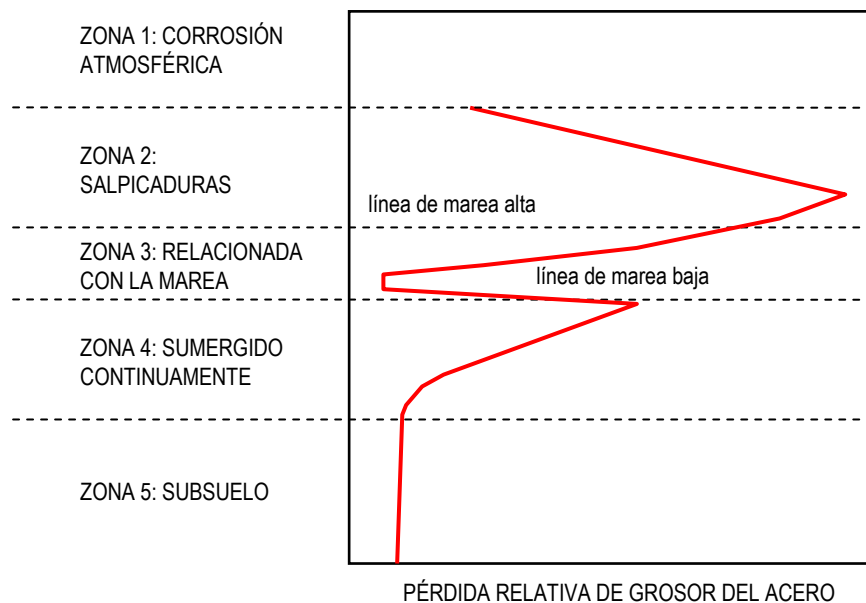 ZONA 1: CORROSIÓN
ATMOSFÉRICA
ZONA 2:
SALPICADURAS
línea de marea alta
ZONA 3: RELACIONADA
CON LA MAREA
línea de marea baja
ZONA 4: SUMERGIDO
CONTINUAMENTE
ZONA 5: SUBSUELO
PÉRDIDA RELATIVA DE GROSOR DEL ACERO